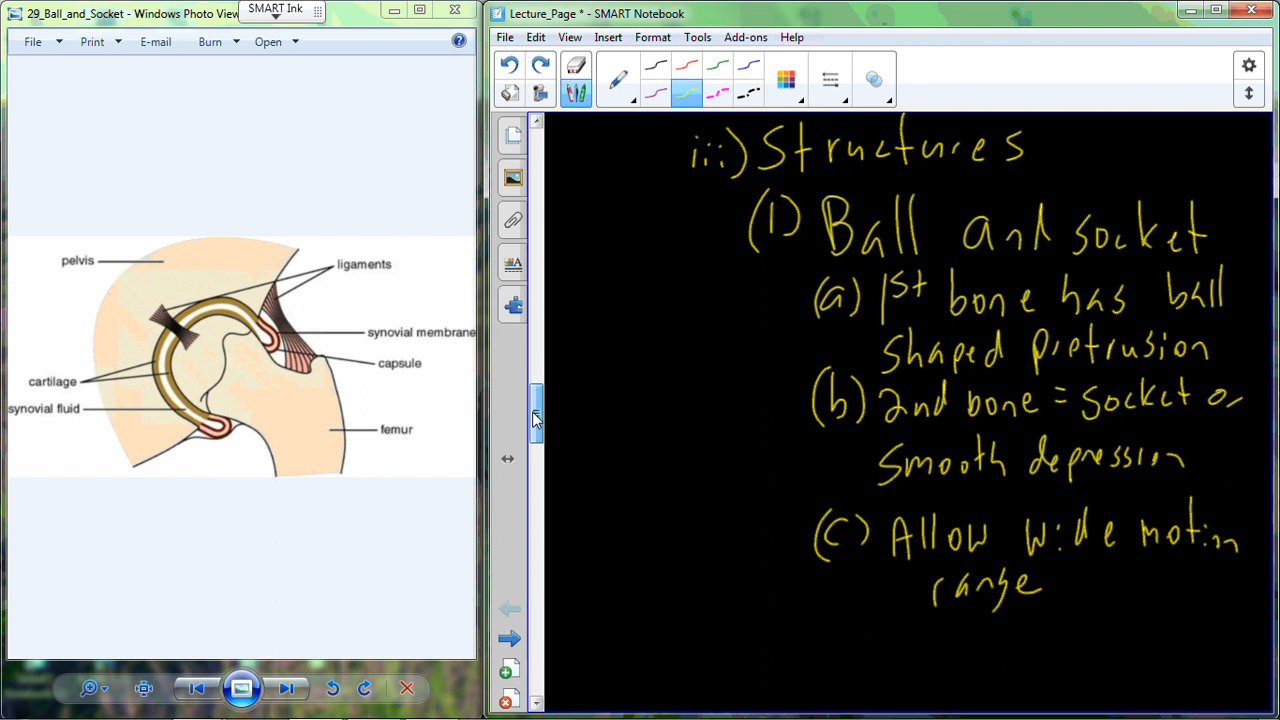 29_Ball_and_Socket - Windows Photo View
SMART Ink
File Print E-mail Burn Open
pelvis
ligaments
synovial membrane
capsule
cartilage
synovial fluid
femur
Lecture_Page * - SMART Notebook
File Edit View Insert Format Tools Add-ons Help
iii) Structures
(1) Ball and socket
(a) 1st bone has ball
shaped protrusion
(b) 2nd bone = socket or
smooth depression
(c) Allow wide motion
range